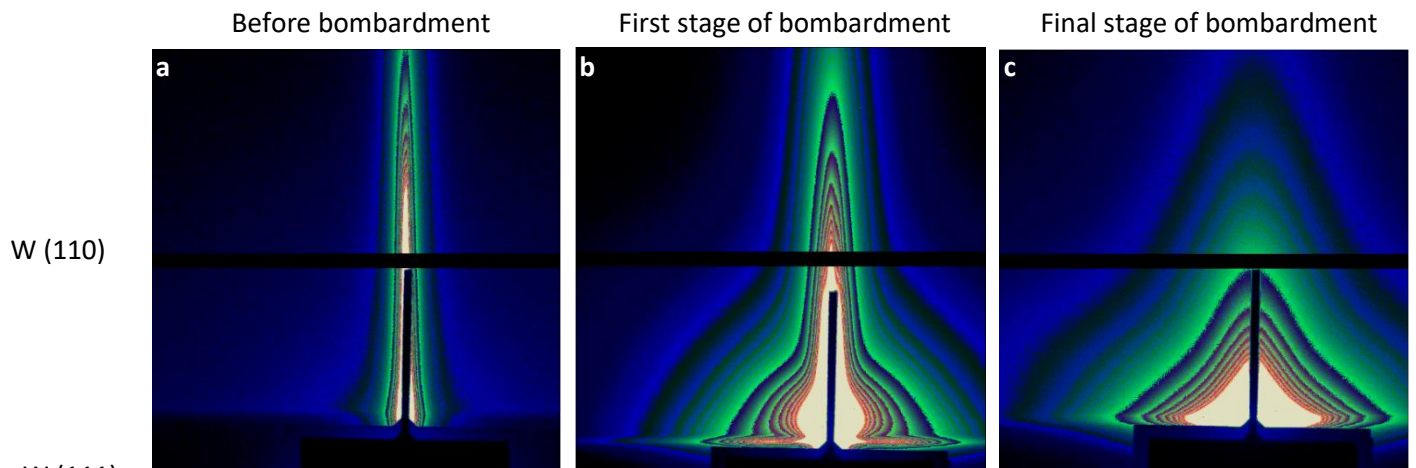 Before bombardment
First stage of bombardment
Final stage of bombardment
a
b
c
W (110)